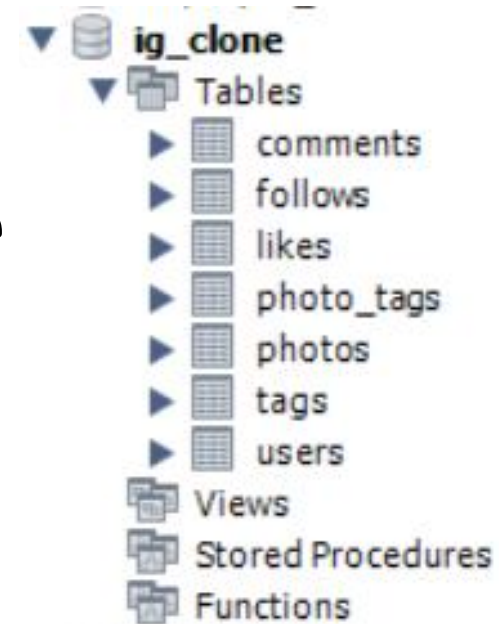 ig_clone
Tables
comments
follows
likes
photo_tags
photos
tags
users
Views
Stored Procedures
Functions